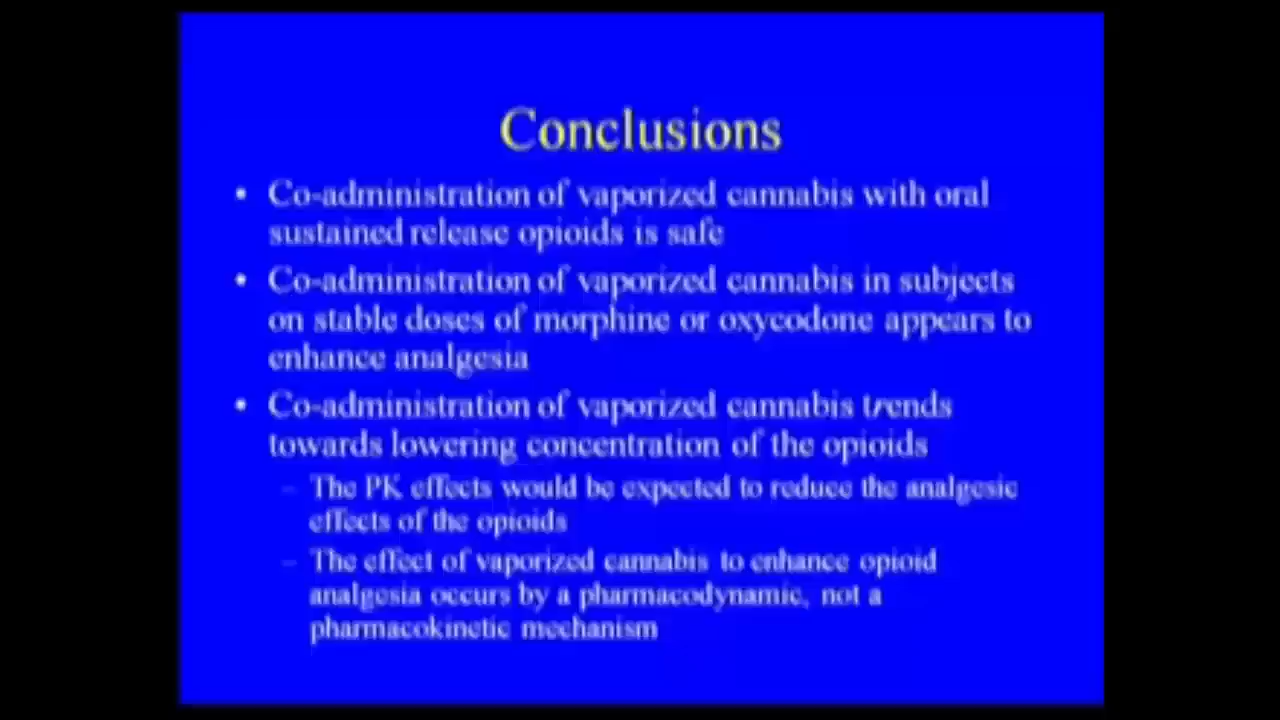 Conclusions
• Co-administration of vaporized cannabis with oral
sustained release opioids is safe
• Co-administration of vaporized cannabis in subjects
on stable doses of morphine or oxycodone appears to
enhance analgesia
• Co-administration of vaporized cannabis trends
towards lowering concentration of the opioids
– The PK effects would be expected to reduce the analgesic
effects of the opioids
– The effect of vaporized cannabis to enhance opioid
analgesia occurs by a pharmacodynamic, not a
pharmacokinetic mechanism